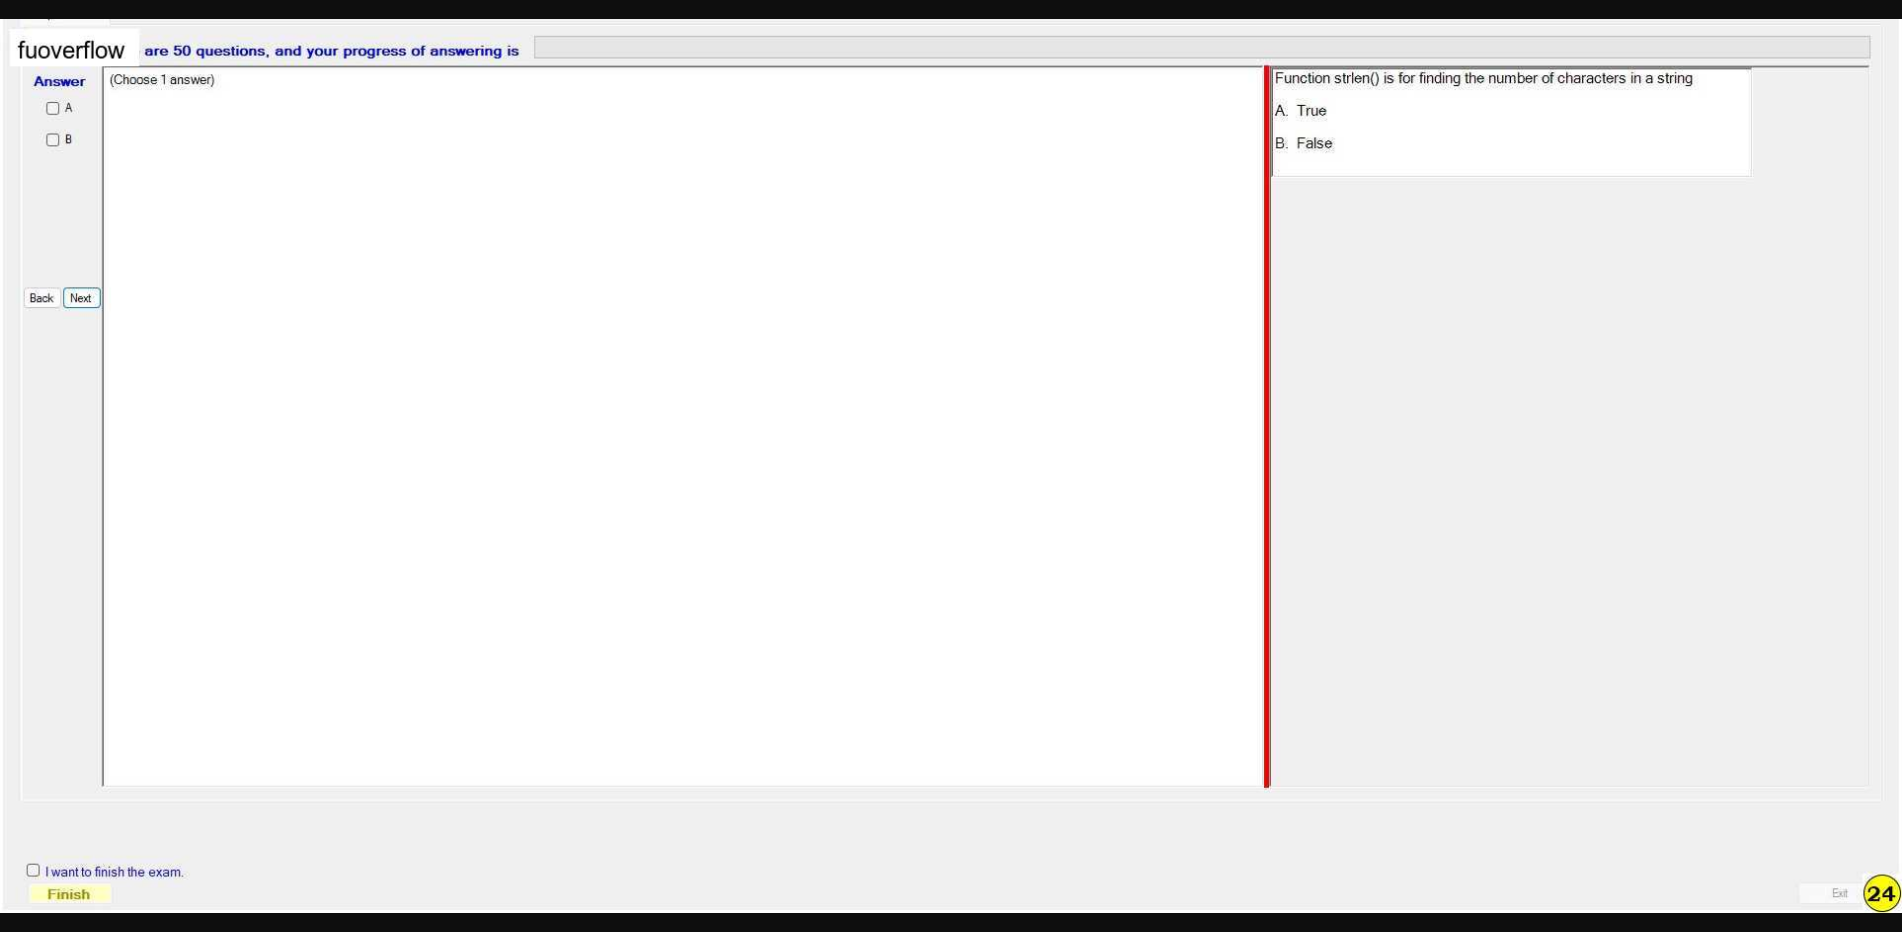 fuoverflow are 50 questions, and your progress of answering is
Answer
A
B
Back Next
(Choose 1 answer)
Function strlen() is for finding the number of characters in a string
A. True
B. False
I want to finish the exam.
Finish
Exit
24